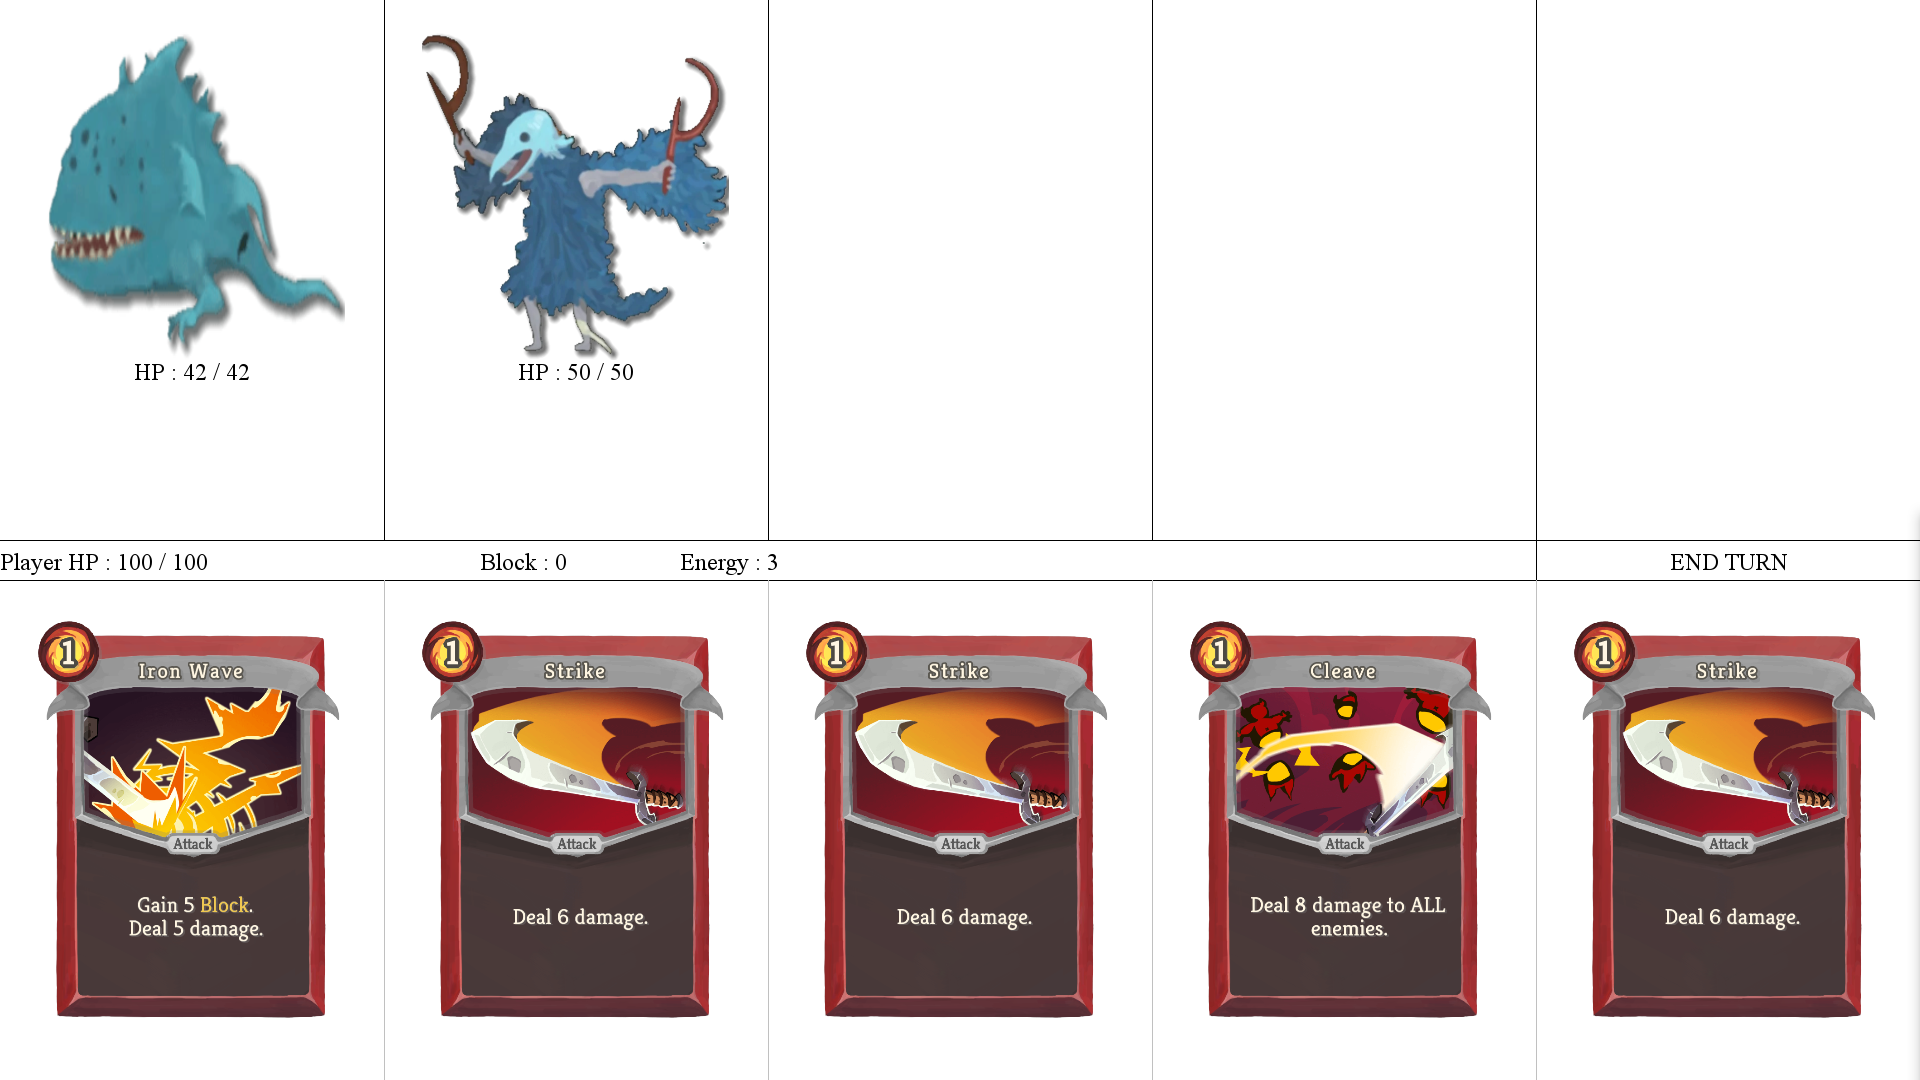 HP : 42 / 42
HP : 50 / 50
Player HP : 100 / 100
Block : 0
Energy : 3
END TURN
1
Iron Wave
Attack
Gain 5 Block.
Deal 5 damage.
1
Strike
Attack
Deal 6 damage.
1
Strike
Attack
Deal 6 damage.
1
Cleave
Attack
Deal 8 damage to ALL
enemies.
1
Strike
Attack
Deal 6 damage.